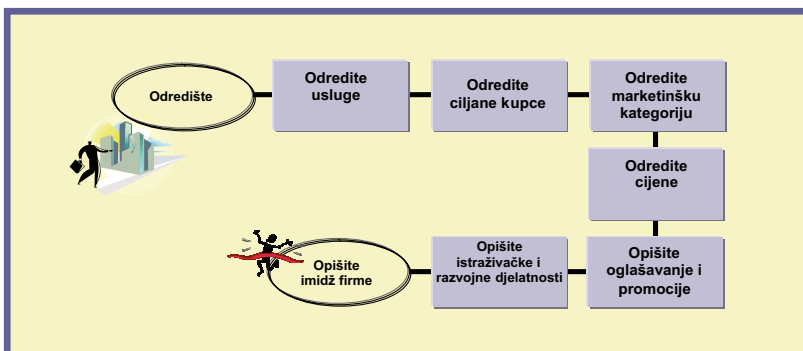 Odredište
Odredite
usluge
Odredite
ciljane kupce
Odredite
marketinšku
kategoriju
Odredite
cijene
Opišite
oglašavanje i
promocije
Opišite
istraživačke i
razvojne djelatnosti
Opišite
imidž firme